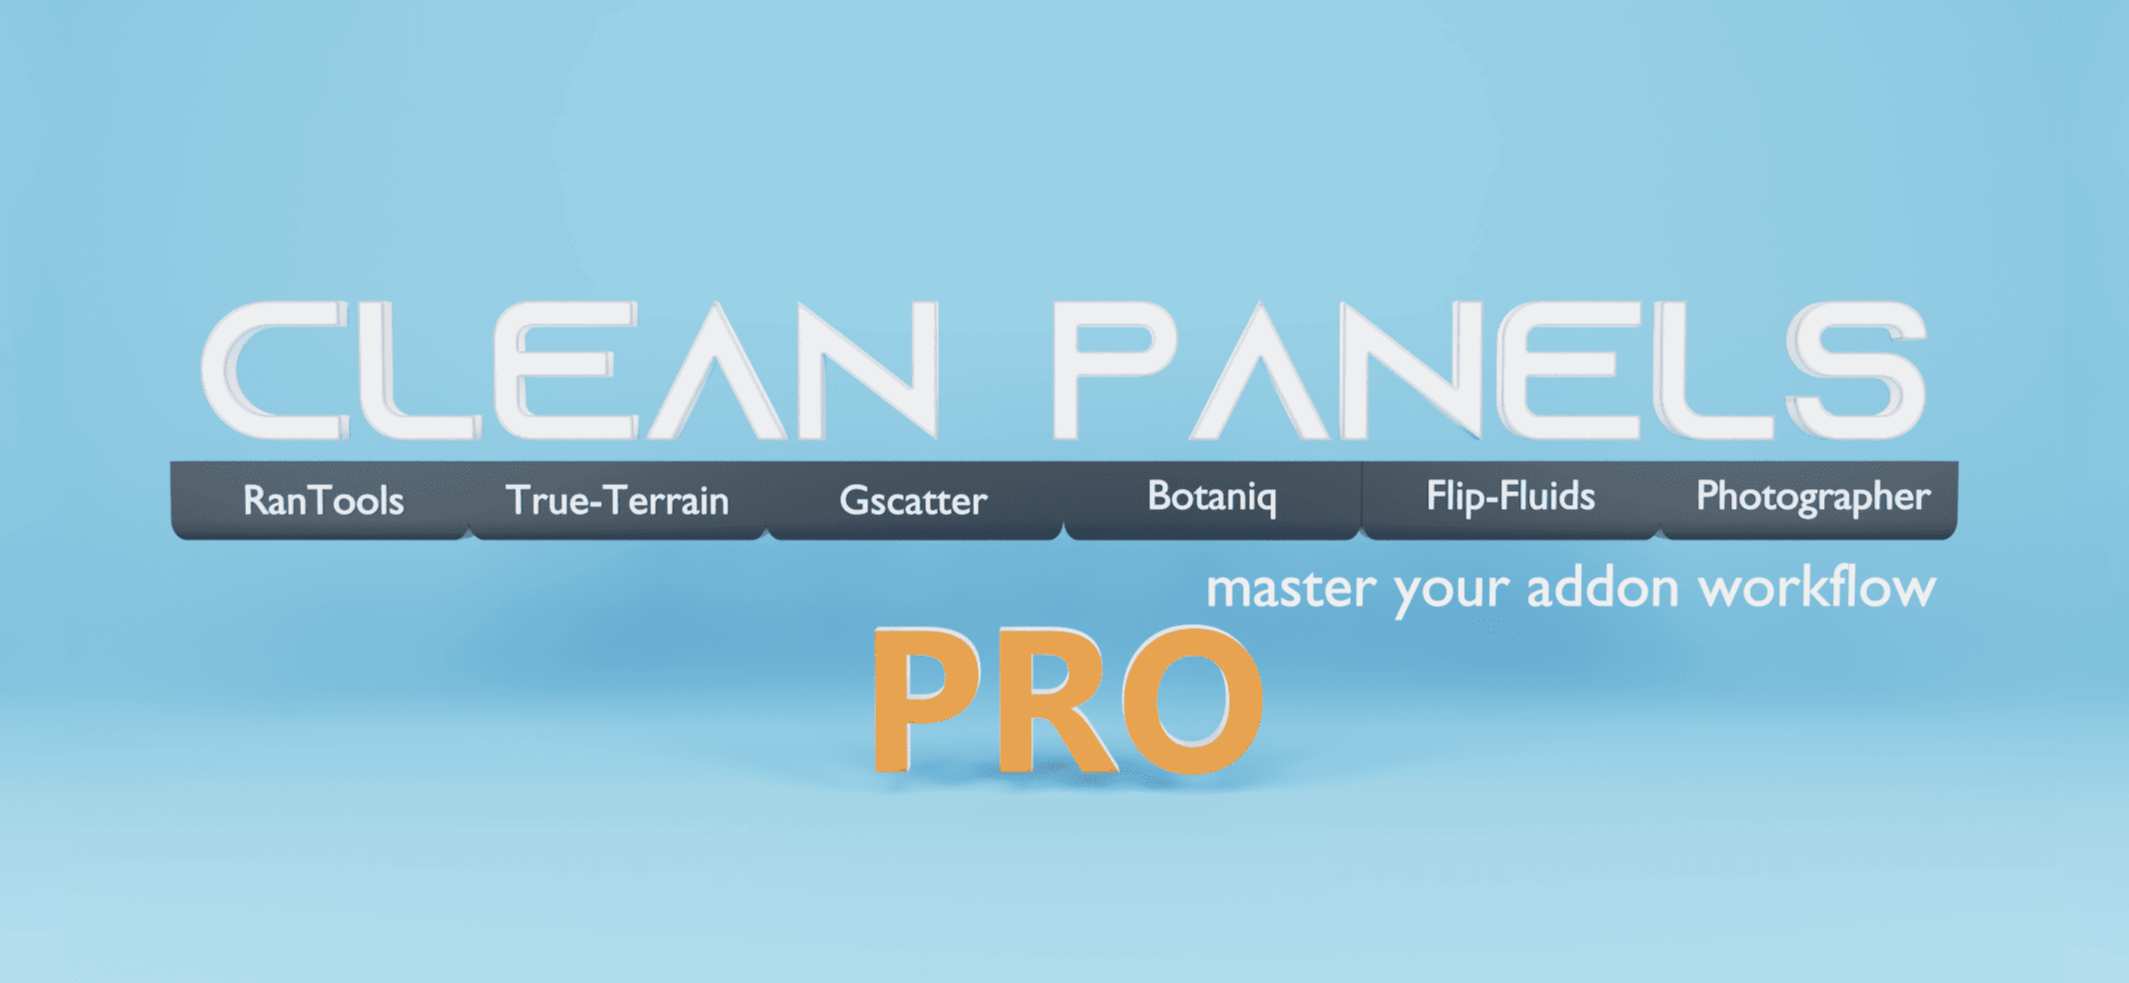 CLEAN PANELS
RanTools True-Terrain Gscatter Botaniq Flip-Fluids Photographer
master your addon workflow
PRO